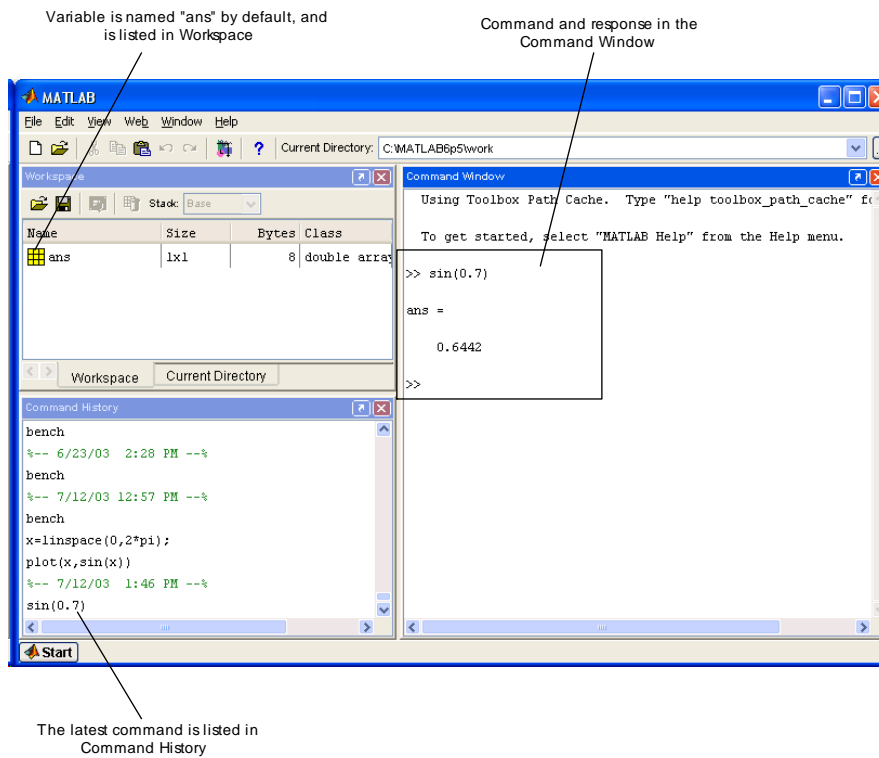 Variable is named "ans" by default, and
is listed in Workspace
Command and response in the
Command Window
MATLAB
File Edit View Web Window Help
? Current Directory: C:\MATLAB6p5\work
Workspace
Stack: Base
Name Size Bytes Class
ans 1x1 8 double array
Workspace Current Directory
Command History
bench
%-- 6/23/03 2:28 PM --%
bench
%-- 7/12/03 12:57 PM --%
bench
x=linspace(0,2*pi);
plot(x,sin(x))
%-- 7/12/03 1:46 PM --%
sin(0.7)
Command Window
Using Toolbox Path Cache. Type "help toolbox_path_cache" fo
To get started, select "MATLAB Help" from the Help menu.
>> sin(0.7)
ans =
0.6442
>>
Start
The latest command is listed in
Command History